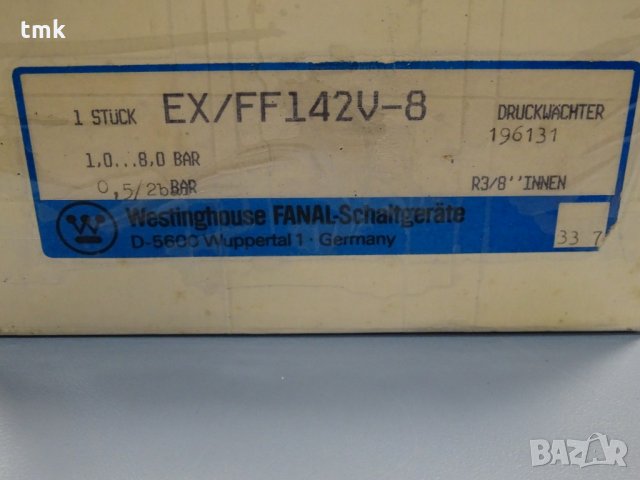 tmk
1 STÜCK EX/FF142V-8 DRUCKWÄCHTER
196131
1,0...8,0 BAR
0,5/2b BAR R3/8''INNEN
Westinghouse FANAL-Schaltgeräte
D-5600 Wuppertal 1 · Germany
33 7
BAZAR